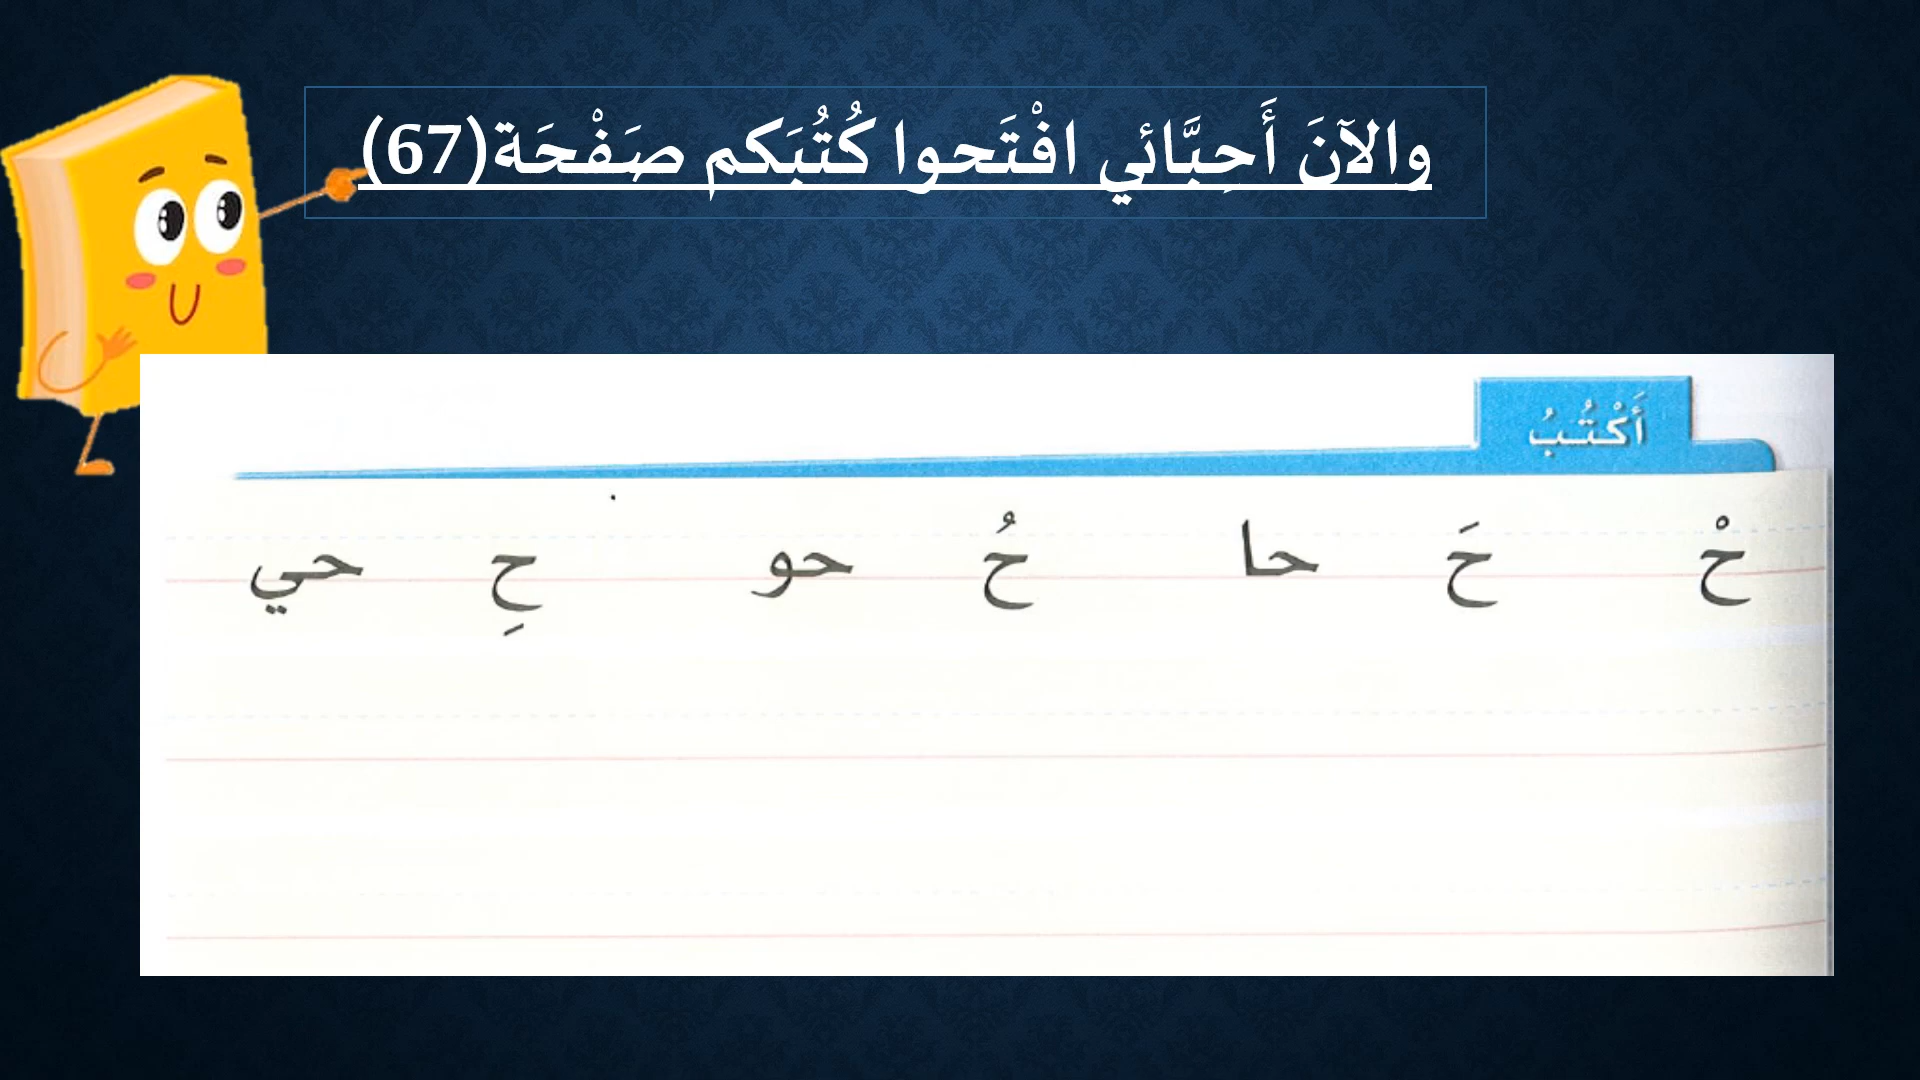 والآنَ أَحِبَّائي افْتَحوا كُتُبَكم صَفْحَة(67)
أَكْتُبُ
حْ حَ حا حُ حو حِ حي